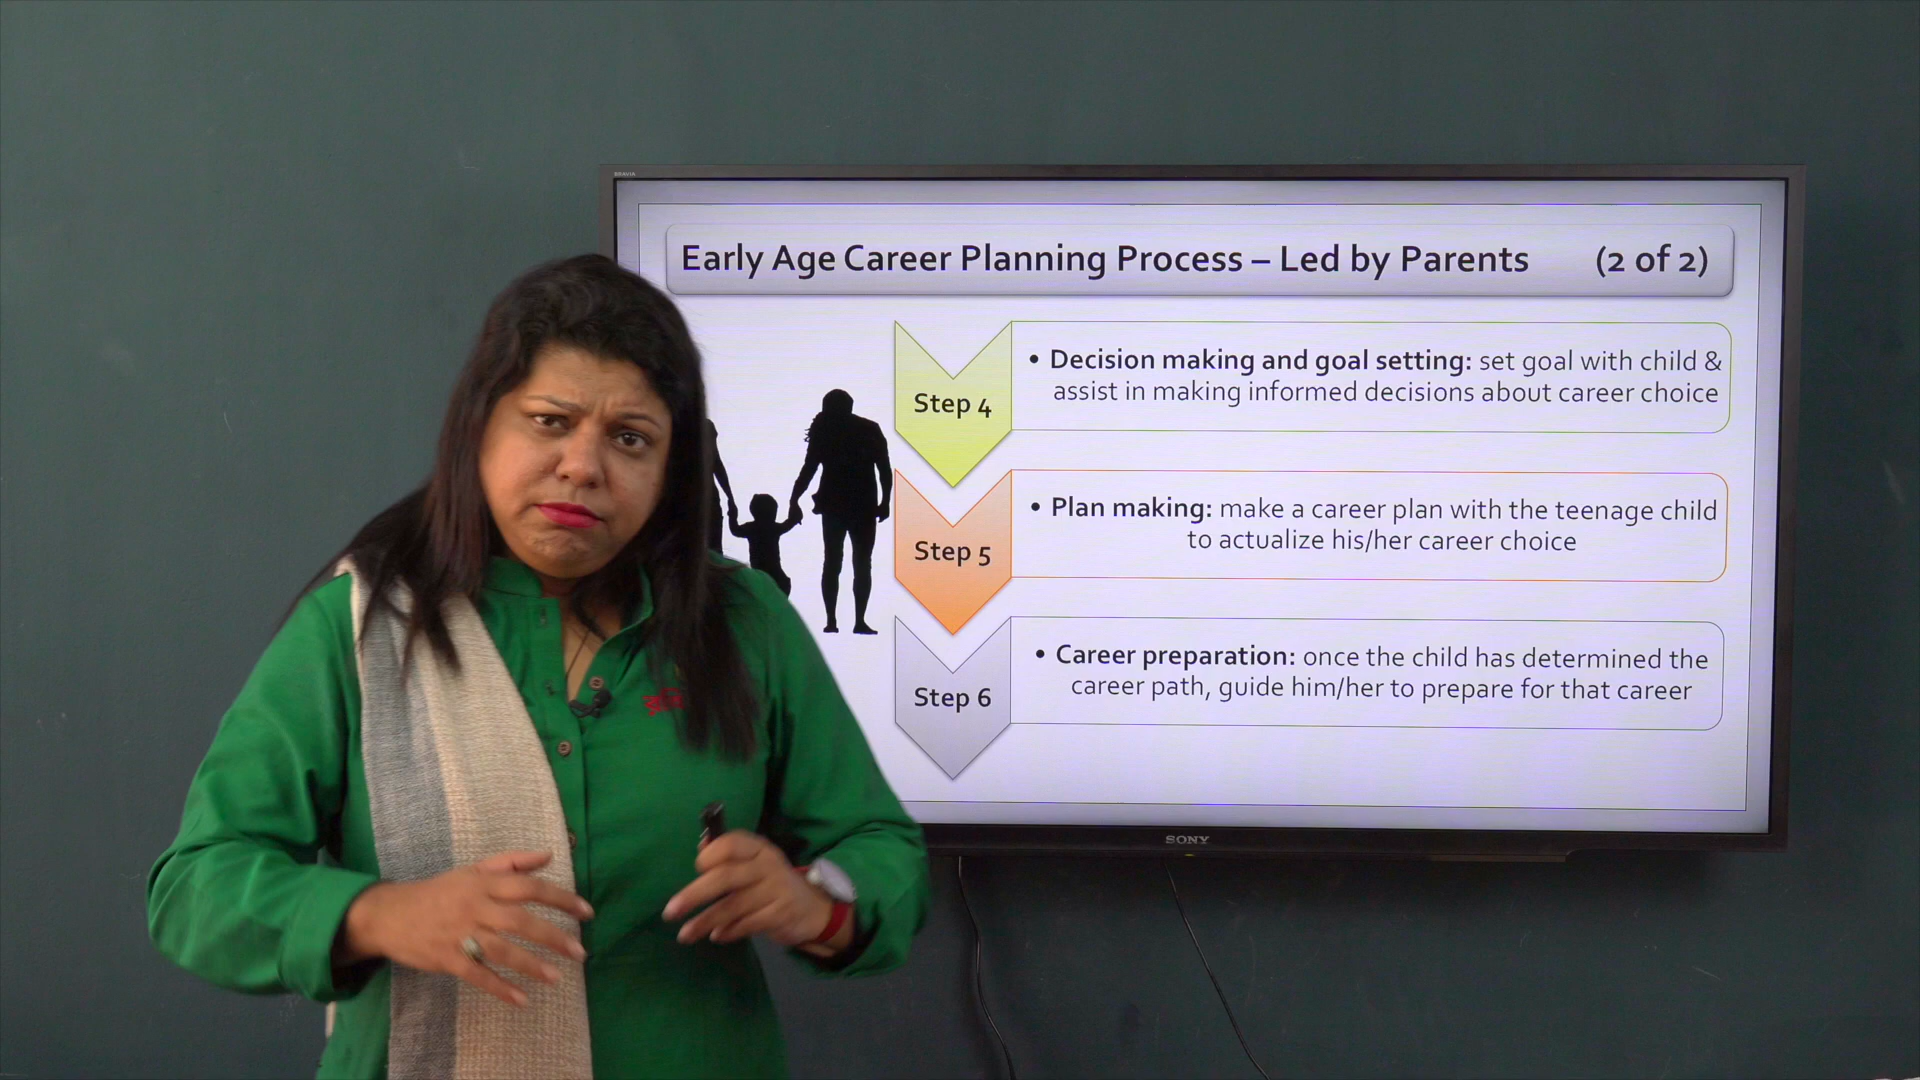 BRAVIA
Early Age Career Planning Process – Led by Parents (2 of 2)
Step 4
• Decision making and goal setting: set goal with child &
assist in making informed decisions about career choice
Step 5
• Plan making: make a career plan with the teenage child
to actualize his/her career choice
Step 6
• Career preparation: once the child has determined the
career path, guide him/her to prepare for that career
SONY